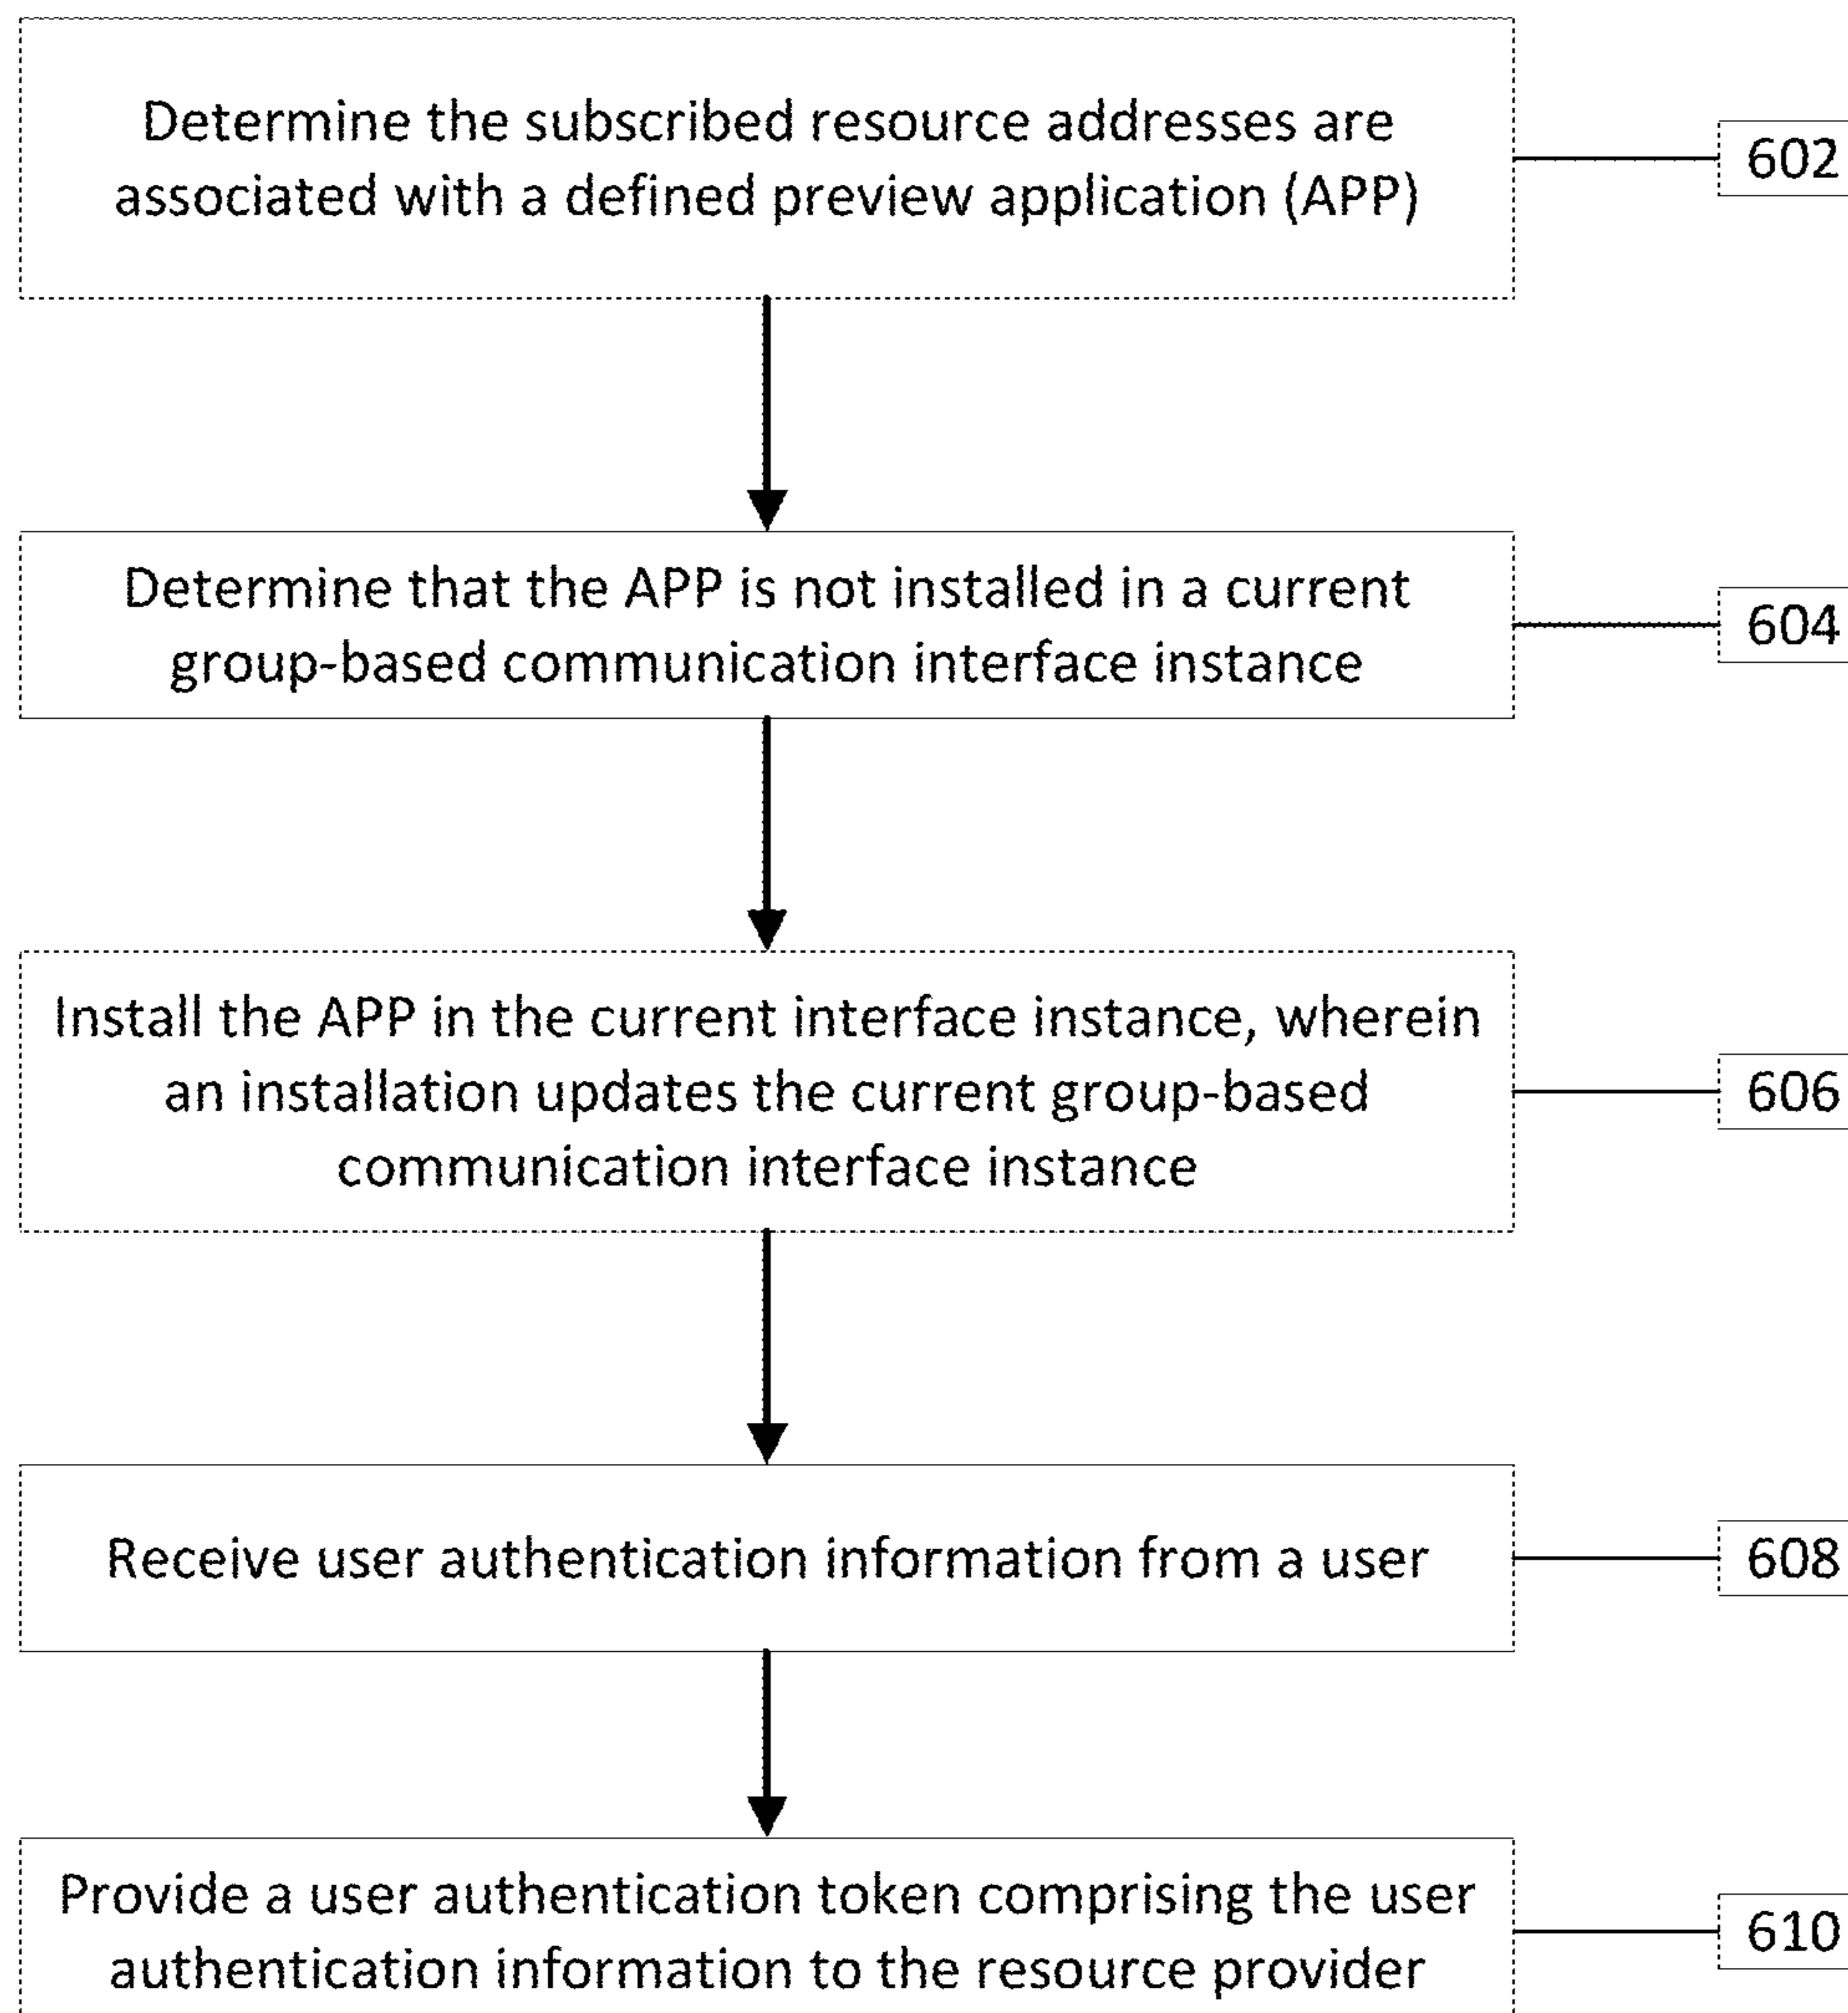 Determine the subscribed resource addresses are
associated with a defined preview application (APP)
602
Determine that the APP is not installed in a current
group-based communication interface instance
604
Install the APP in the current interface instance, wherein
an installation updates the current group-based
communication interface instance
606
Receive user authentication information from a user
608
Provide a user authentication token comprising the user
authentication information to the resource provider
610